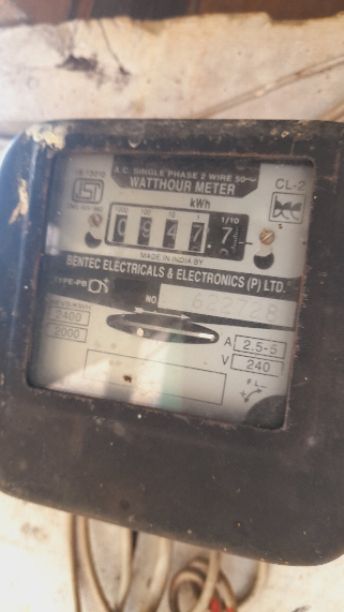 IS 13010
A.C. SINGLE PHASE 2 WIRE 50~
WATTHOUR METER
CL-2
ISI
kWh
1000 100 10 1 1/10
0 9 4 7 . 7
MADE IN INDIA BY
BENTEC ELECTRICALS & ELECTRONICS (P) LTD.
TYPE-PB
NO 622728
2400
2000
A 2.5-5
V 240
F L